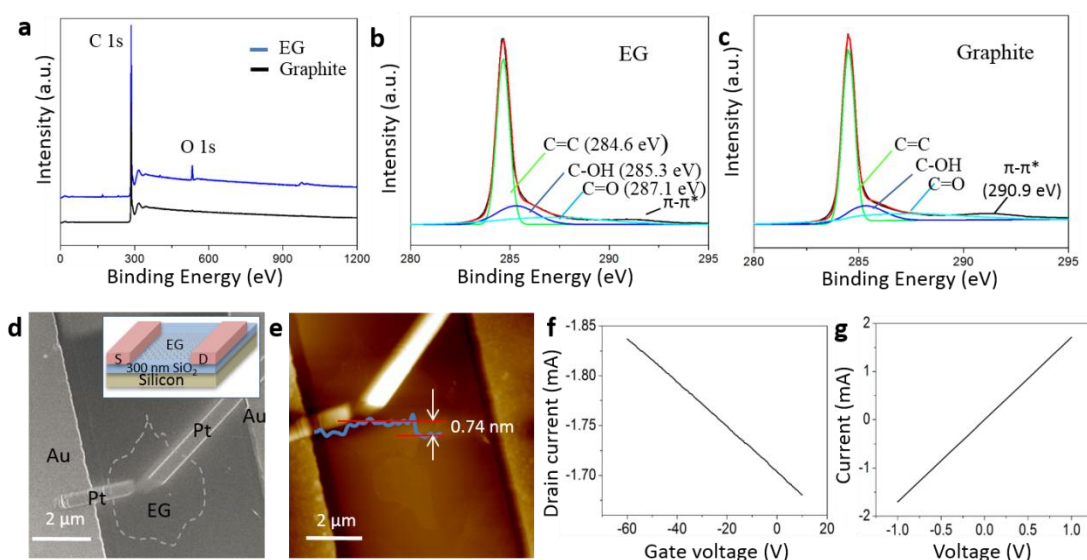 a
C 1s
EG
Graphite
O 1s
Intensity (a.u.)
0 200 400 600 800 1000 1200
Binding Energy (eV)
b
EG
C=C (284.6 eV)
C-OH (285.3 eV)
C=O (287.1 eV)
π-π*
Intensity (a.u.)
280 285 290 295
Binding Energy (eV)
c
Graphite
C=C
C-OH
C=O
π-π*
(290.9 eV)
Intensity (a.u.)
280 285 290 295
Binding Energy (eV)
d
EG
S D
300 nm SiO2
Silicon
Au
Pt
Au
Pt
EG
2 μm
e
0.74 nm
2 μm
f
Drain current (mA)
-1.85
-1.80
-1.75
-1.70
-60 -40 -20 0 20
Gate voltage (V)
g
Current (mA)
2
1
0
-1
-2
-1.0 -0.5 0.0 0.5 1.0
Voltage (V)